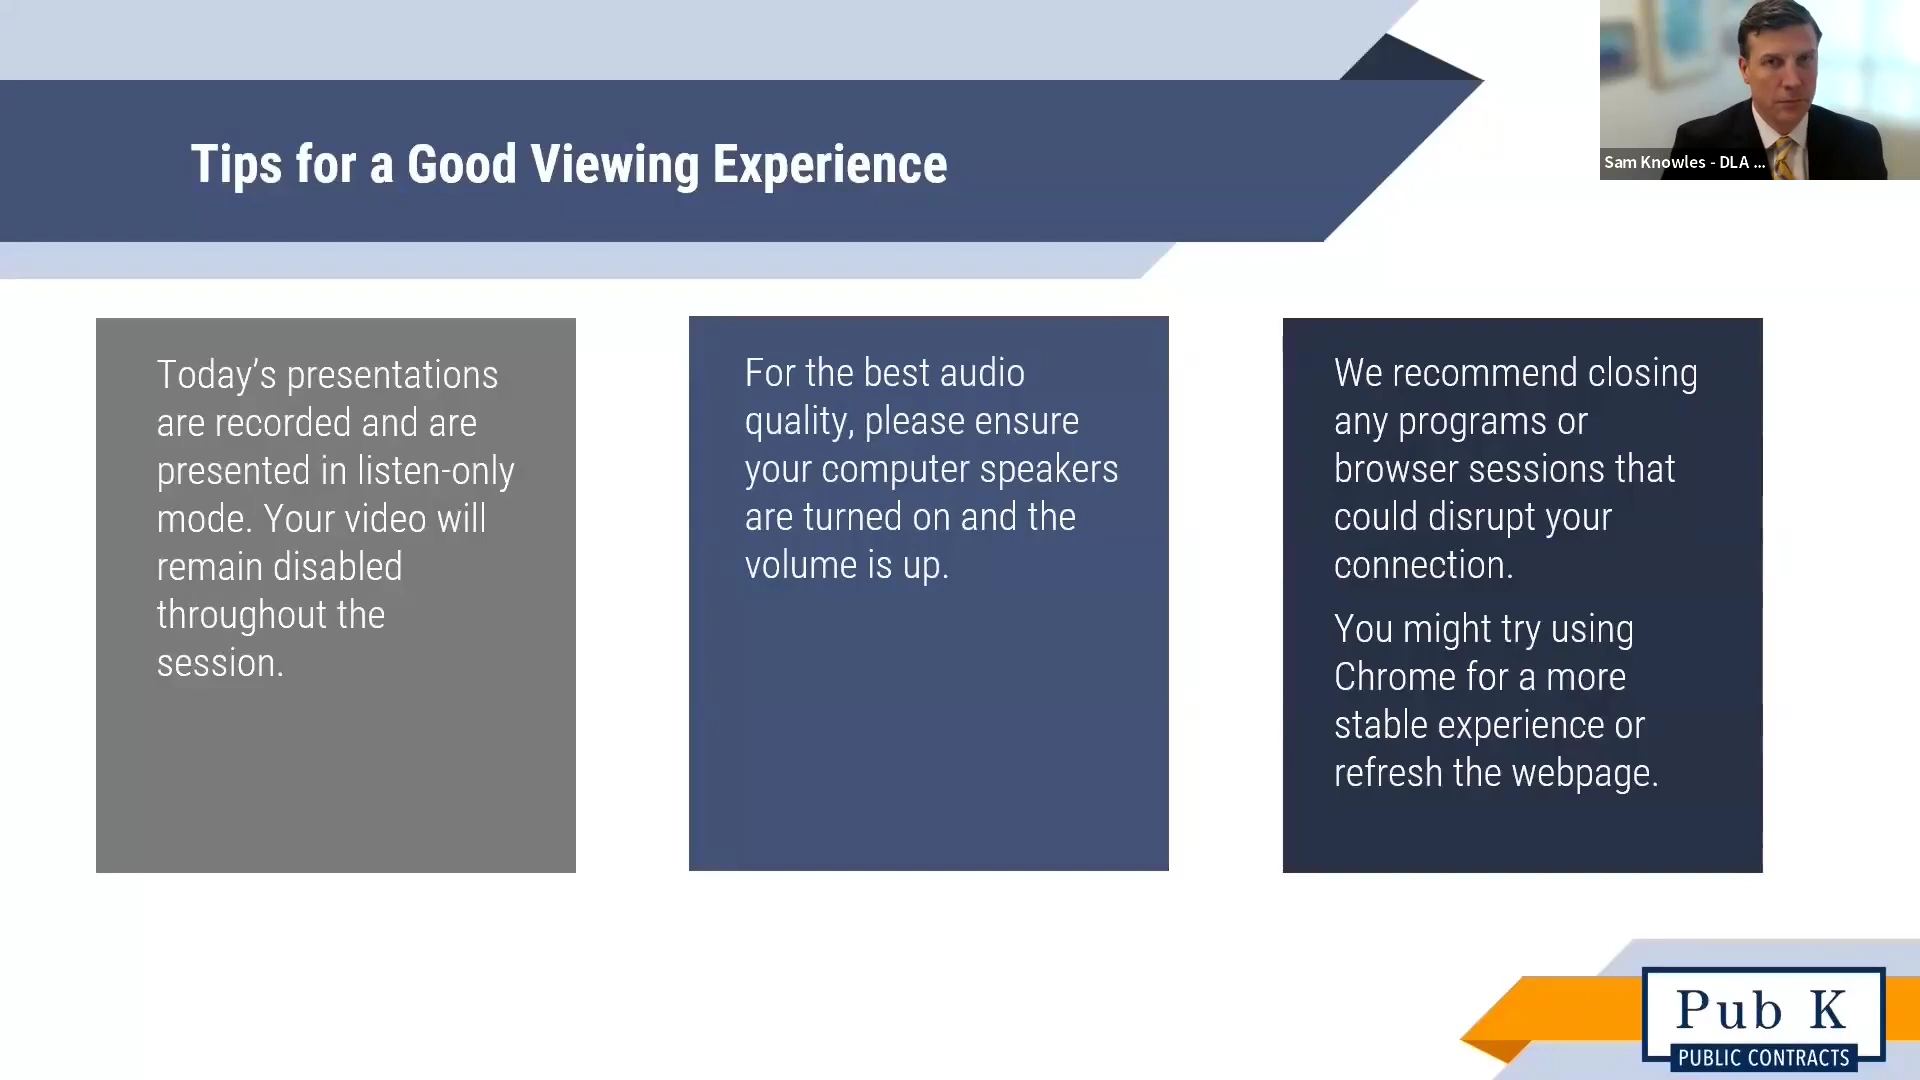 Tips for a Good Viewing Experience
Sam Knowles - DLA ...
Today’s presentations
are recorded and are
presented in listen-only
mode. Your video will
remain disabled
throughout the
session.
For the best audio
quality, please ensure
your computer speakers
are turned on and the
volume is up.
We recommend closing
any programs or
browser sessions that
could disrupt your
connection.
You might try using
Chrome for a more
stable experience or
refresh the webpage.
Pub K
PUBLIC CONTRACTS